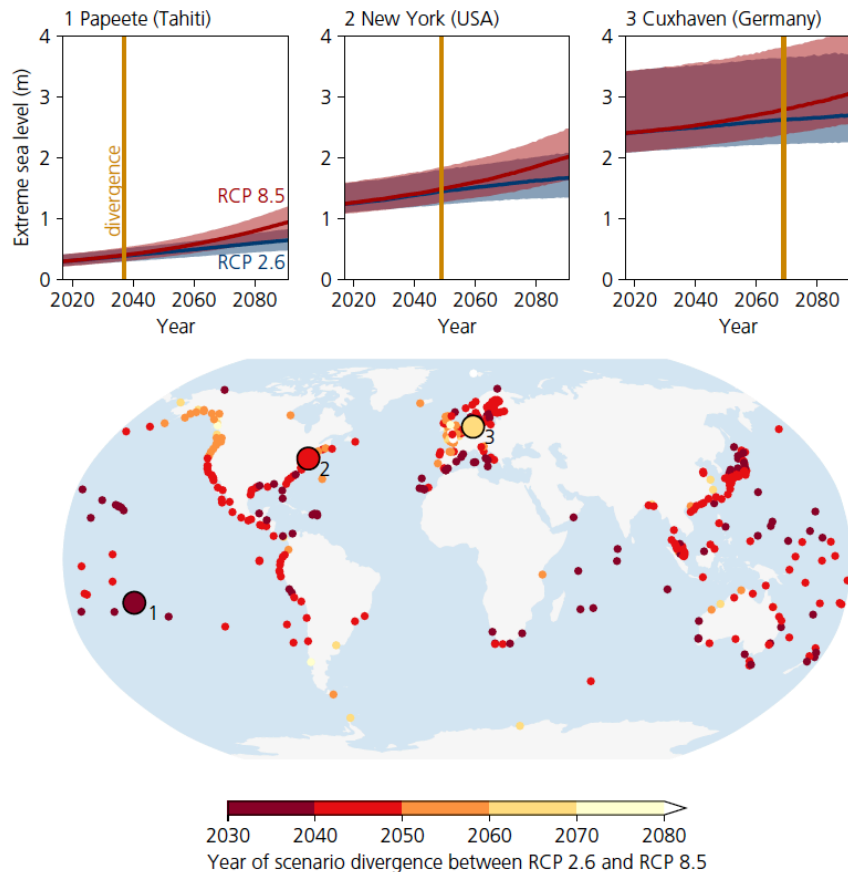 1 Papeete (Tahiti)
2 New York (USA)
3 Cuxhaven (Germany)
Extreme sea level (m)
4
3
2
1
0
divergence
RCP 8.5
RCP 2.6
2020 2040 2060 2080
Year
4
3
2
1
0
2020 2040 2060 2080
Year
4
3
2
1
0
2020 2040 2060 2080
Year
2
3
1
2030 2040 2050 2060 2070 2080
Year of scenario divergence between RCP 2.6 and RCP 8.5